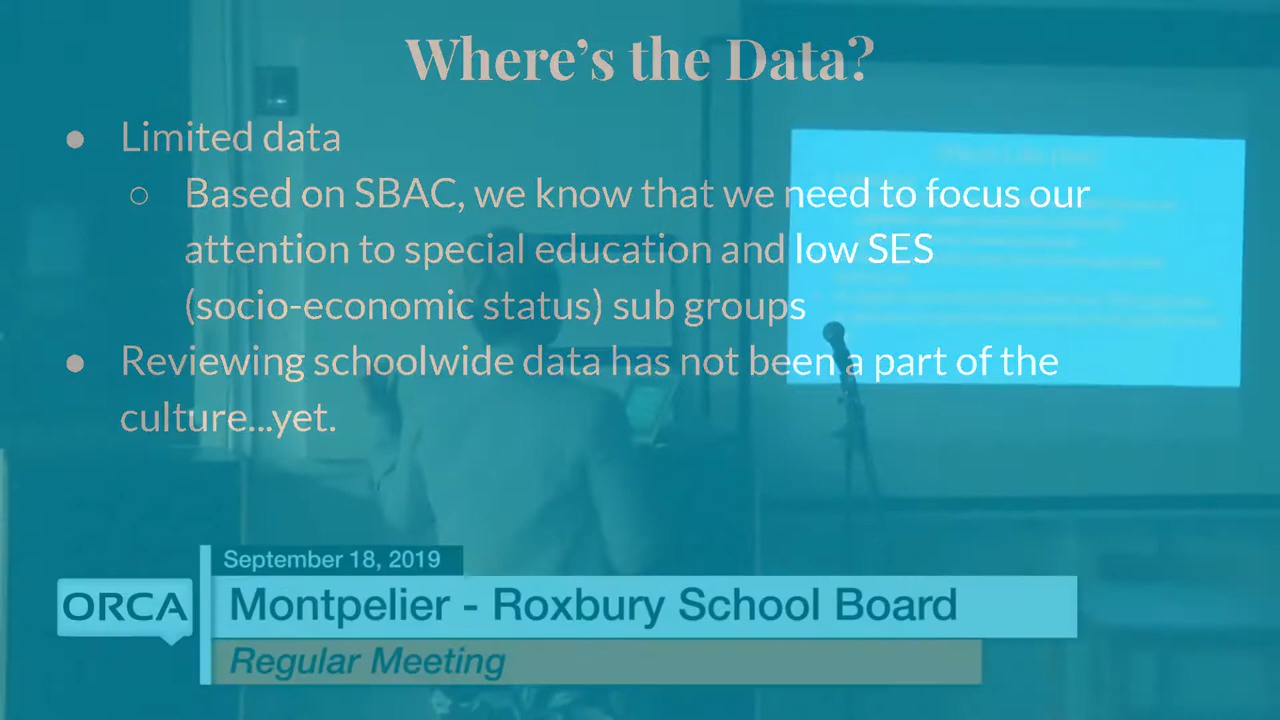 Where's the Data?
● Limited data
○ Based on SBAC, we know that we need to focus our
attention to special education and low SES
(socio-economic status) sub groups
● Reviewing schoolwide data has not been a part of the
culture...yet.
September 18, 2019
ORCA
Montpelier - Roxbury School Board
Regular Meeting